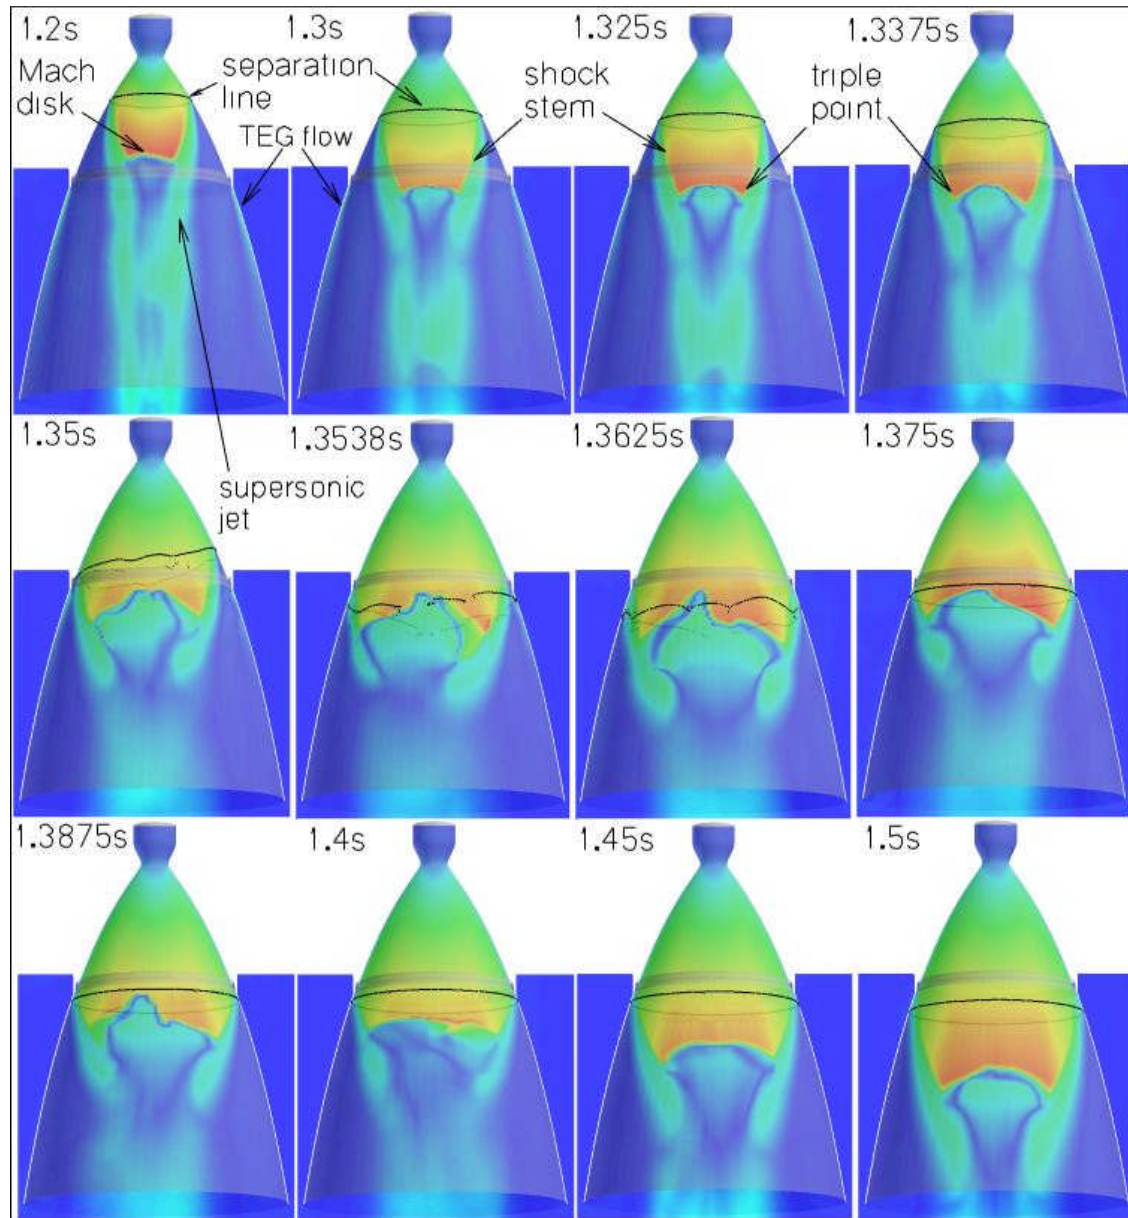 1.2s
1.3s
1.325s
1.3375s
Mach
disk
separation
line
shock
stem
triple
point
TEG flow
1.35s
1.3538s
1.3625s
1.375s
supersonic
jet
1.3875s
1.4s
1.45s
1.5s